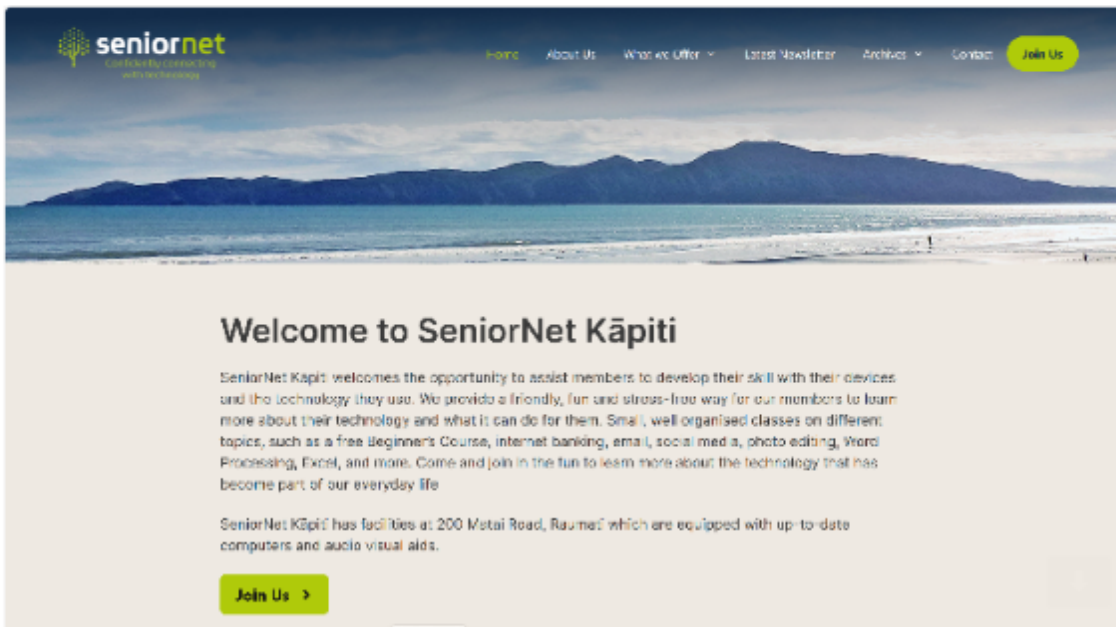 seniornet
Confidently connecting
with technology
Home About Us What we Offer Latest Newsletter Archives Contact Join Us
Welcome to SeniorNet Kāpiti
SeniorNet Kāpiti welcomes the opportunity to assist members to develop their skill with their devices
and the technology they use. We provide a friendly, fun and stress-free way for our members to learn
more about their technology and what it can do for them. Small, well organised classes on different
topics, such as a free Beginner's Course, internet banking, email, social media, photo editing, Word
Processing, Excel, and more. Come and join in the fun to learn more about the technology that has
become part of our everyday life
SeniorNet Kāpiti has facilities at 200 Matai Road, Raumati which are equipped with up-to-date
computers and audio visual aids.
Join Us >